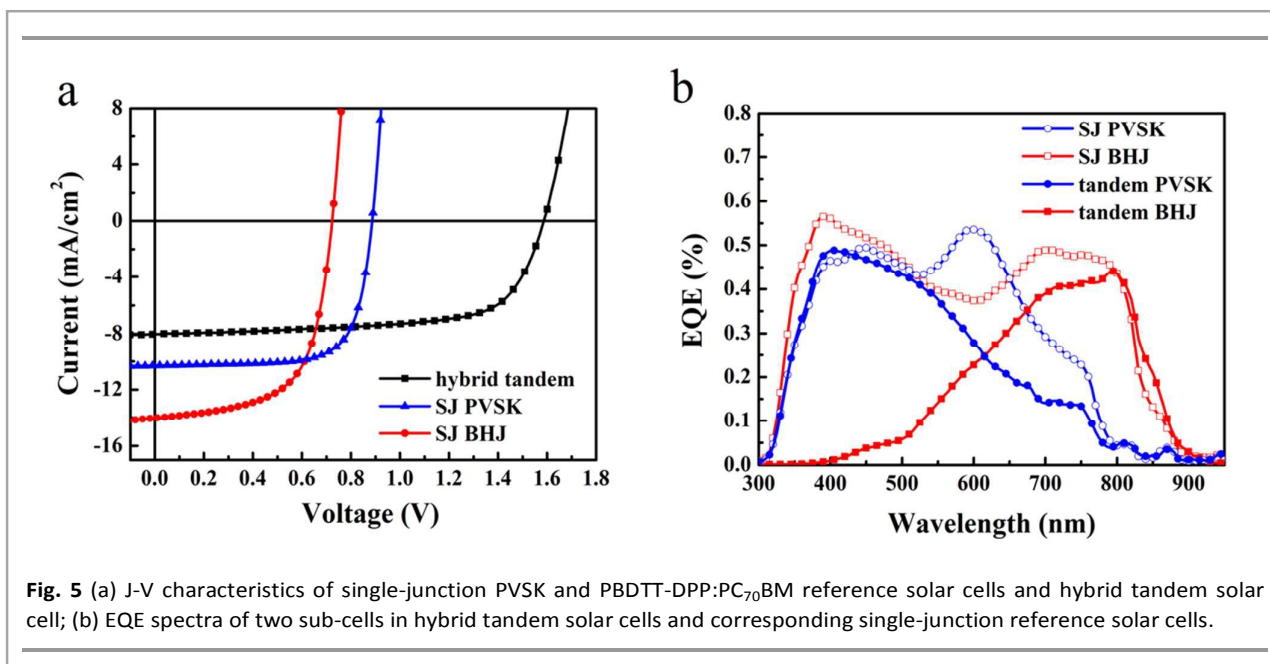 a
8
4
0
-4
-8
-12
-16
Current (mA/cm²)
0.0 0.2 0.4 0.6 0.8 1.0 1.2 1.4 1.6 1.8
Voltage (V)
hybrid tandem
SJ PVSK
SJ BHJ
b
0.8
0.7
0.6
0.5
0.4
0.3
0.2
0.1
0.0
EQE (%)
300 400 500 600 700 800 900
Wavelength (nm)
SJ PVSK
SJ BHJ
tandem PVSK
tandem BHJ
Fig. 5 (a) J-V characteristics of single-junction PVSK and PBDTT-DPP:PC₇₀BM reference solar cells and hybrid tandem solar
cell; (b) EQE spectra of two sub-cells in hybrid tandem solar cells and corresponding single-junction reference solar cells.